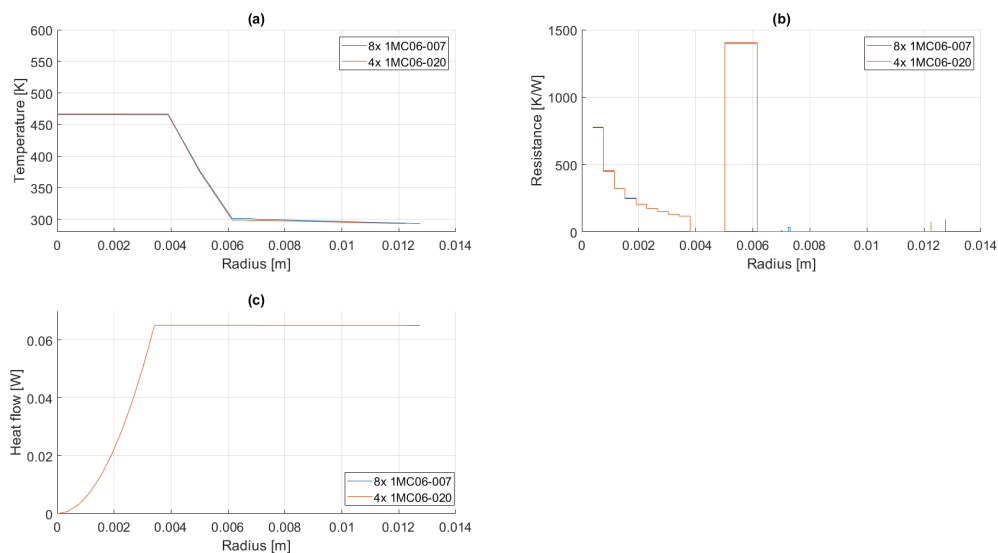 (a)
600
550
500
450
400
350
300
Temperature [K]
0 0.002 0.004 0.006 0.008 0.01 0.012 0.014
Radius [m]
8x 1MC06-007
4x 1MC06-020
(b)
1500
1000
500
0
Resistance [K/W]
0 0.002 0.004 0.006 0.008 0.01 0.012 0.014
Radius [m]
8x 1MC06-007
4x 1MC06-020
(c)
0.06
0.04
0.02
0
Heat flow [W]
0 0.002 0.004 0.006 0.008 0.01 0.012 0.014
Radius [m]
8x 1MC06-007
4x 1MC06-020